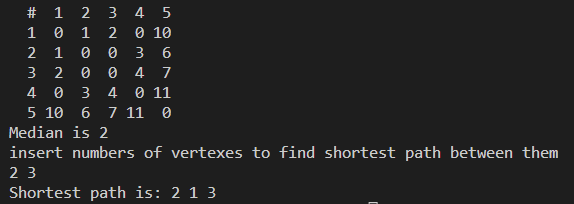 # 1 2 3 4 5
1 0 1 2 0 10
2 1 0 0 3 6
3 2 0 0 4 7
4 0 3 4 0 11
5 10 6 7 11 0
Median is 2
insert numbers of vertexes to find shortest path between them
2 3
Shortest path is: 2 1 3